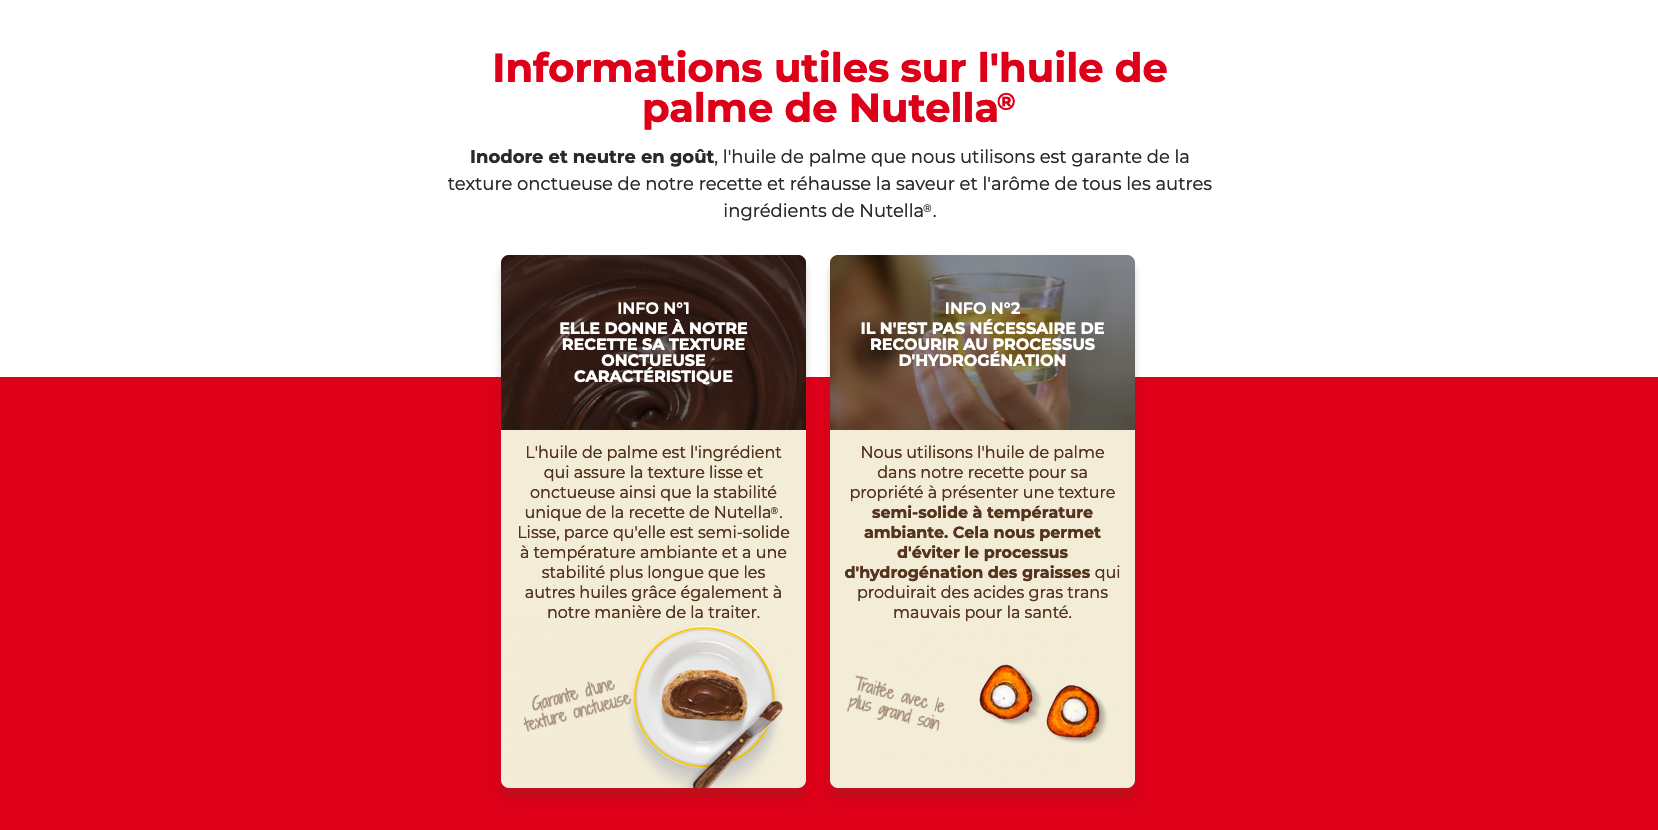 Informations utiles sur l'huile de
palme de Nutella®
Inodore et neutre en goût, l'huile de palme que nous utilisons est garante de la
texture onctueuse de notre recette et réhausse la saveur et l'arôme de tous les autres
ingrédients de Nutella®.
INFO N°1
ELLE DONNE À NOTRE
RECETTE SA TEXTURE
ONCTUEUSE
CARACTÉRISTIQUE
L'huile de palme est l'ingrédient
qui assure la texture lisse et
onctueuse ainsi que la stabilité
unique de la recette de Nutella®.
Lisse, parce qu'elle est semi-solide
à température ambiante et a une
stabilité plus longue que les
autres huiles grâce également à
notre manière de la traiter.
Garante d'une
texture onctueuse
INFO N°2
IL N'EST PAS NÉCESSAIRE DE
RECOURIR AU PROCESSUS
D'HYDROGÉNATION
Nous utilisons l'huile de palme
dans notre recette pour sa
propriété à présenter une texture
semi-solide à température
ambiante. Cela nous permet
d'éviter le processus
d'hydrogénation des graisses qui
produirait des acides gras trans
mauvais pour la santé.
Traitée avec le
plus grand soin